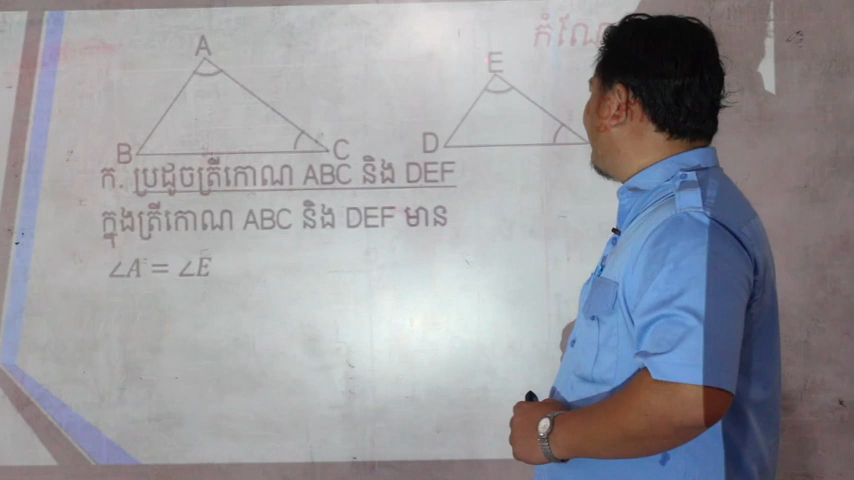 កំណែ
A
E
B
C
D
ក. ប្រដូចត្រីកោណ ABC និង DEF
ក្នុងត្រីកោណ ABC និង DEF មាន
∠A = ∠E